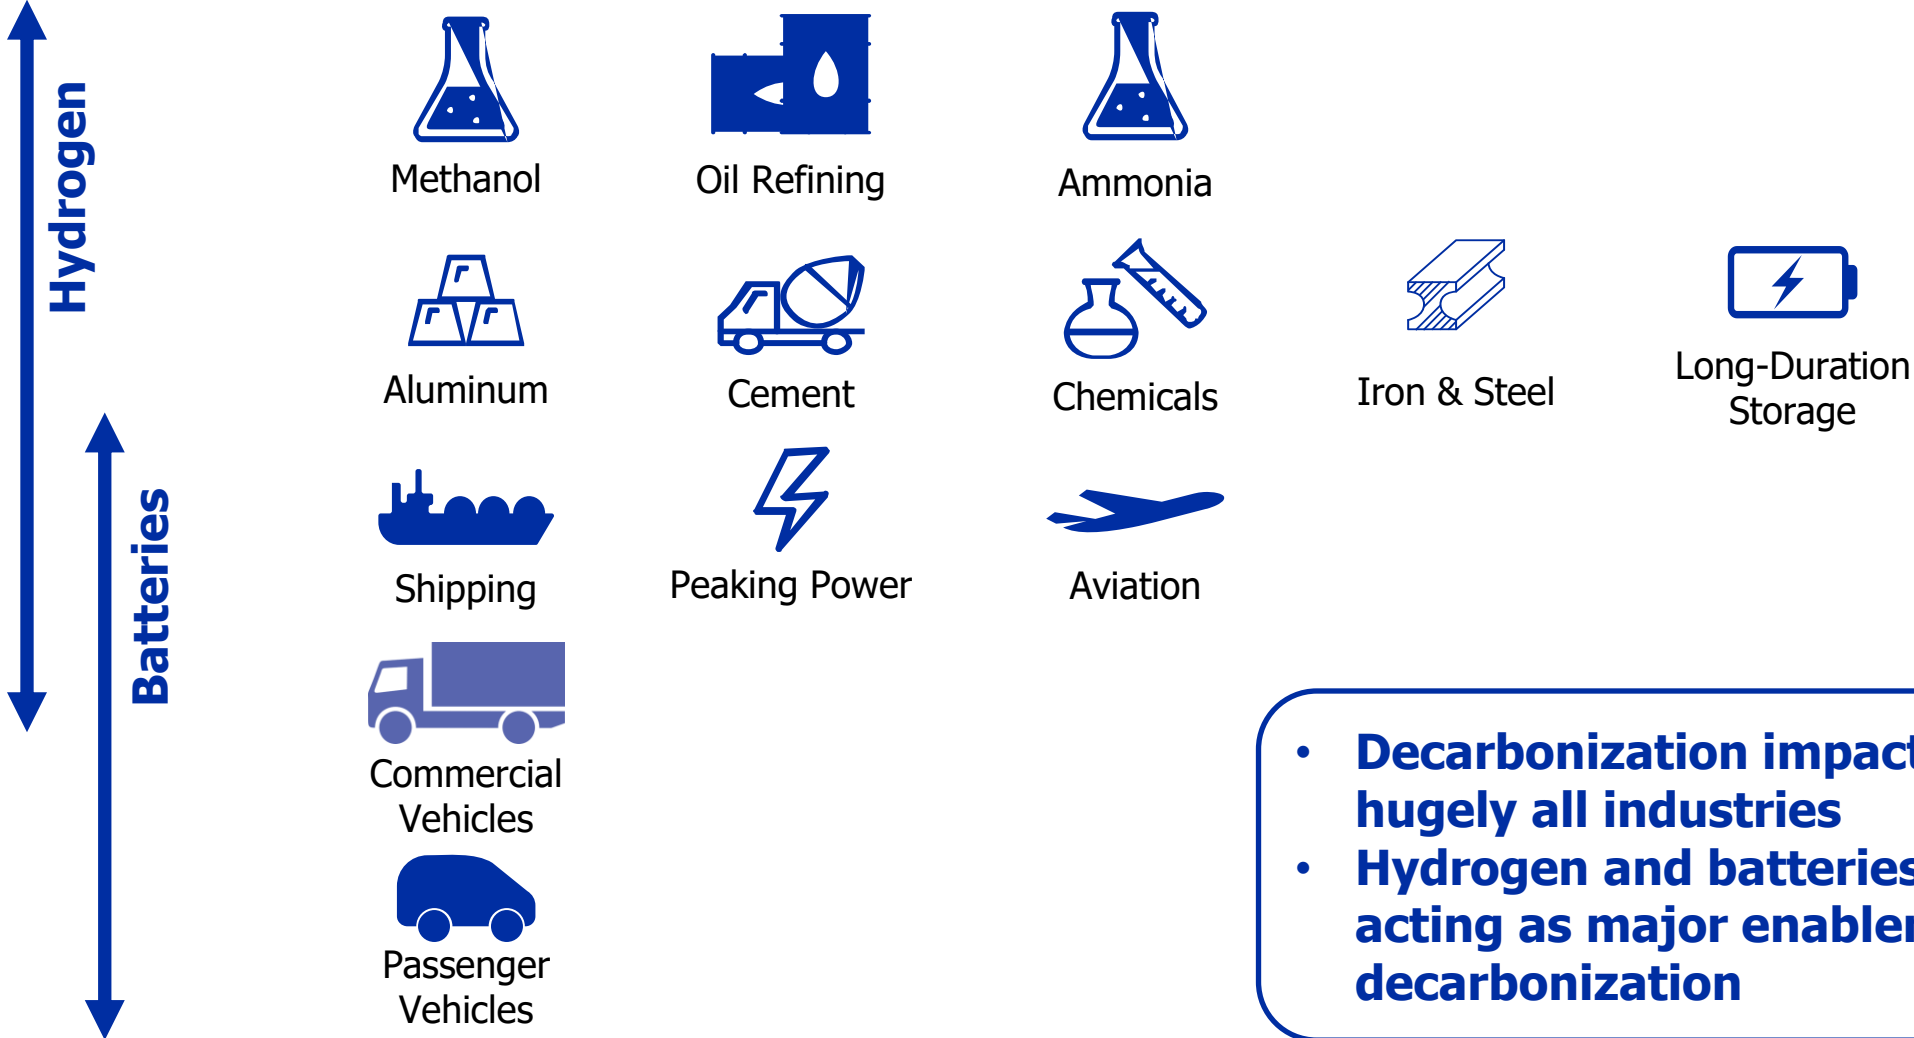 Hydrogen
Methanol
Oil Refining
Ammonia
Aluminum
Cement
Chemicals
Iron & Steel
Long-Duration
Storage
Batteries
Shipping
Peaking Power
Aviation
Commercial
Vehicles
Passenger
Vehicles
• Decarbonization impact
hugely all industries
• Hydrogen and batteries
acting as major enabler
decarbonization